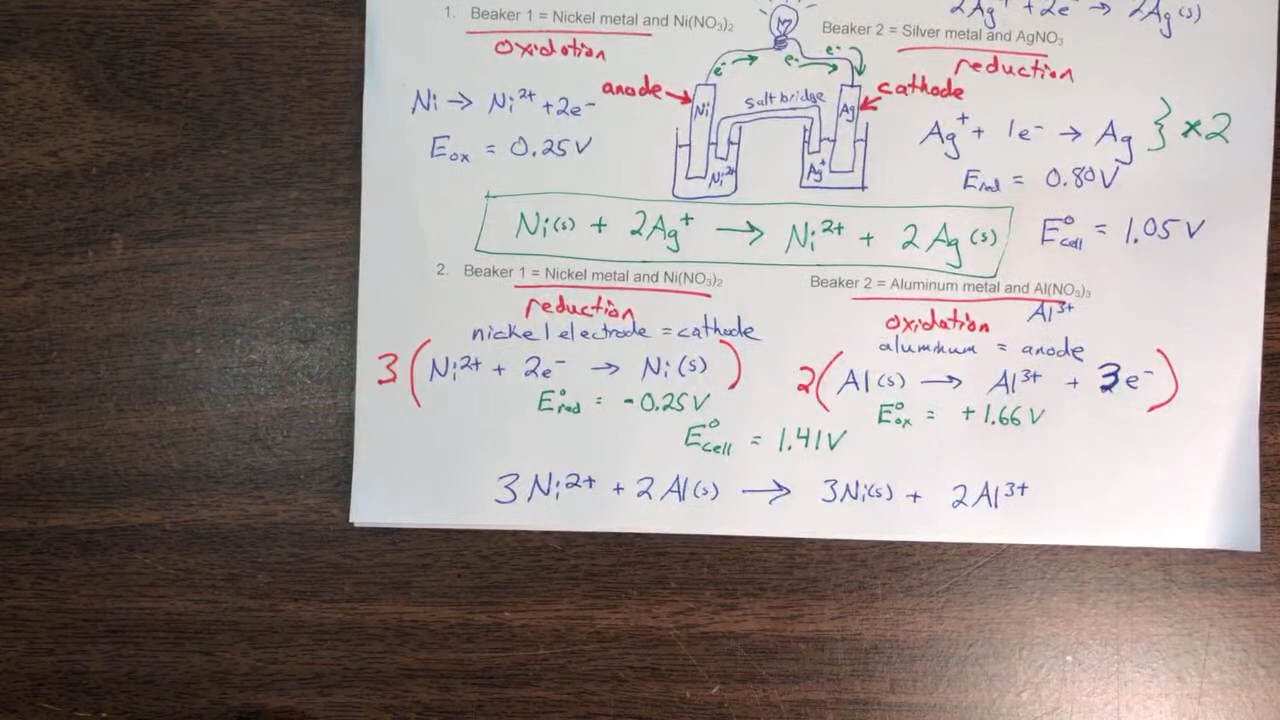 2Ag⁺ + 2e⁻ → 2Ag(s)
1. Beaker 1 = Nickel metal and Ni(NO₃)₂
Beaker 2 = Silver metal and AgNO₃
oxidation
reduction
e⁻ e⁻ e⁻
anode
cathode
Ni
salt bridge
Ag
Ni → Ni²⁺ + 2e⁻
Ag⁺ + 1e⁻ → Ag } ×2
Eox = 0.25V
Ni²⁺
Ag⁺
Ered = 0.80V
Ni(s) + 2Ag⁺ → Ni²⁺ + 2Ag(s)
E°cell = 1.05V
2. Beaker 1 = Nickel metal and Ni(NO₃)₂
Beaker 2 = Aluminum metal and Al(NO₃)₃
reduction
oxidation
Al³⁺
nickel electrode = cathode
aluminum = anode
3(Ni²⁺ + 2e⁻ → Ni(s))
2(Al(s) → Al³⁺ + 3e⁻)
E°red = -0.25V
E°ox = +1.66V
E°cell = 1.41V
3Ni²⁺ + 2Al(s) → 3Ni(s) + 2Al³⁺